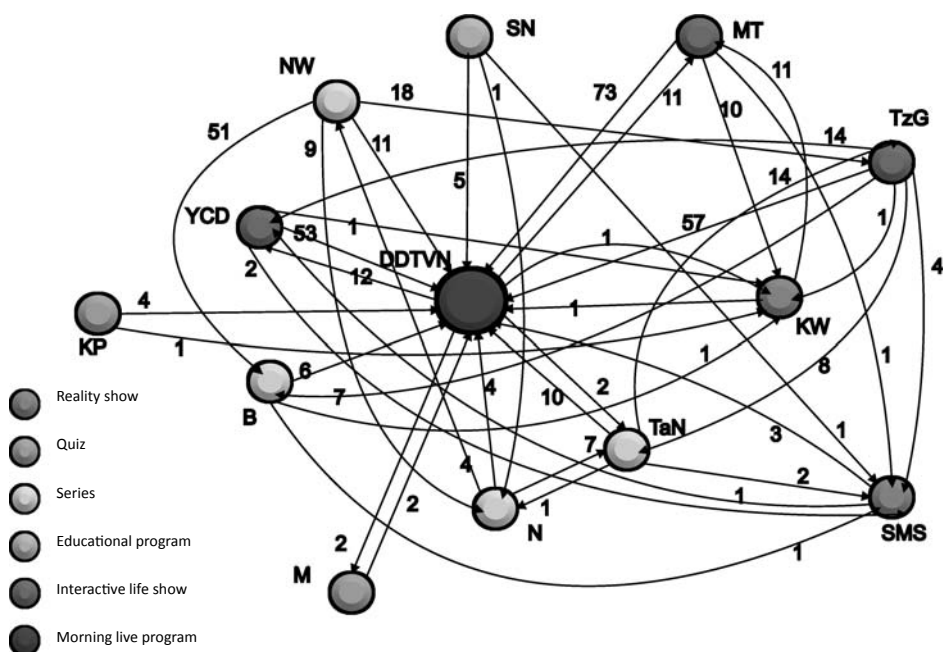 SN
MT
NW
1
73
11
11
18
10
TzG
51
9
11
14
5
14
YCD
53
1
57
1
DDTVN
1
2
12
4
4
1
KW
KP
1
1
8
6
2
1
Reality show
B
7
4
10
TaN
Quiz
7
3
1
4
2
Series
2
1
1
N
SMS
2
1
Educational program
M
Interactive life show
Morning live program